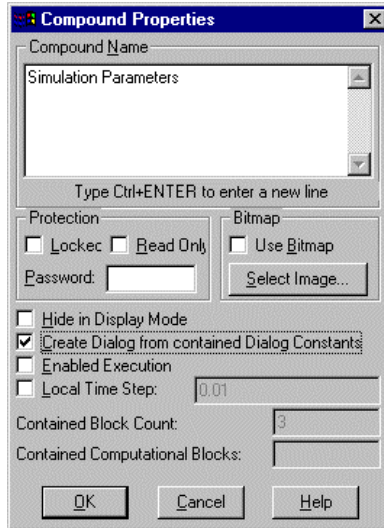 Compound Properties
Compound Name
Simulation Parameters
Type Ctrl+ENTER to enter a new line
Protection
Lockec Read Only
Password:
Bitmap
Use Bitmap
Select Image...
Hide in Display Mode
Create Dialog from contained Dialog Constants
Enabled Execution
Local Time Step: 0.01
Contained Block Count: 3
Contained Computational Blocks:
OK Cancel Help